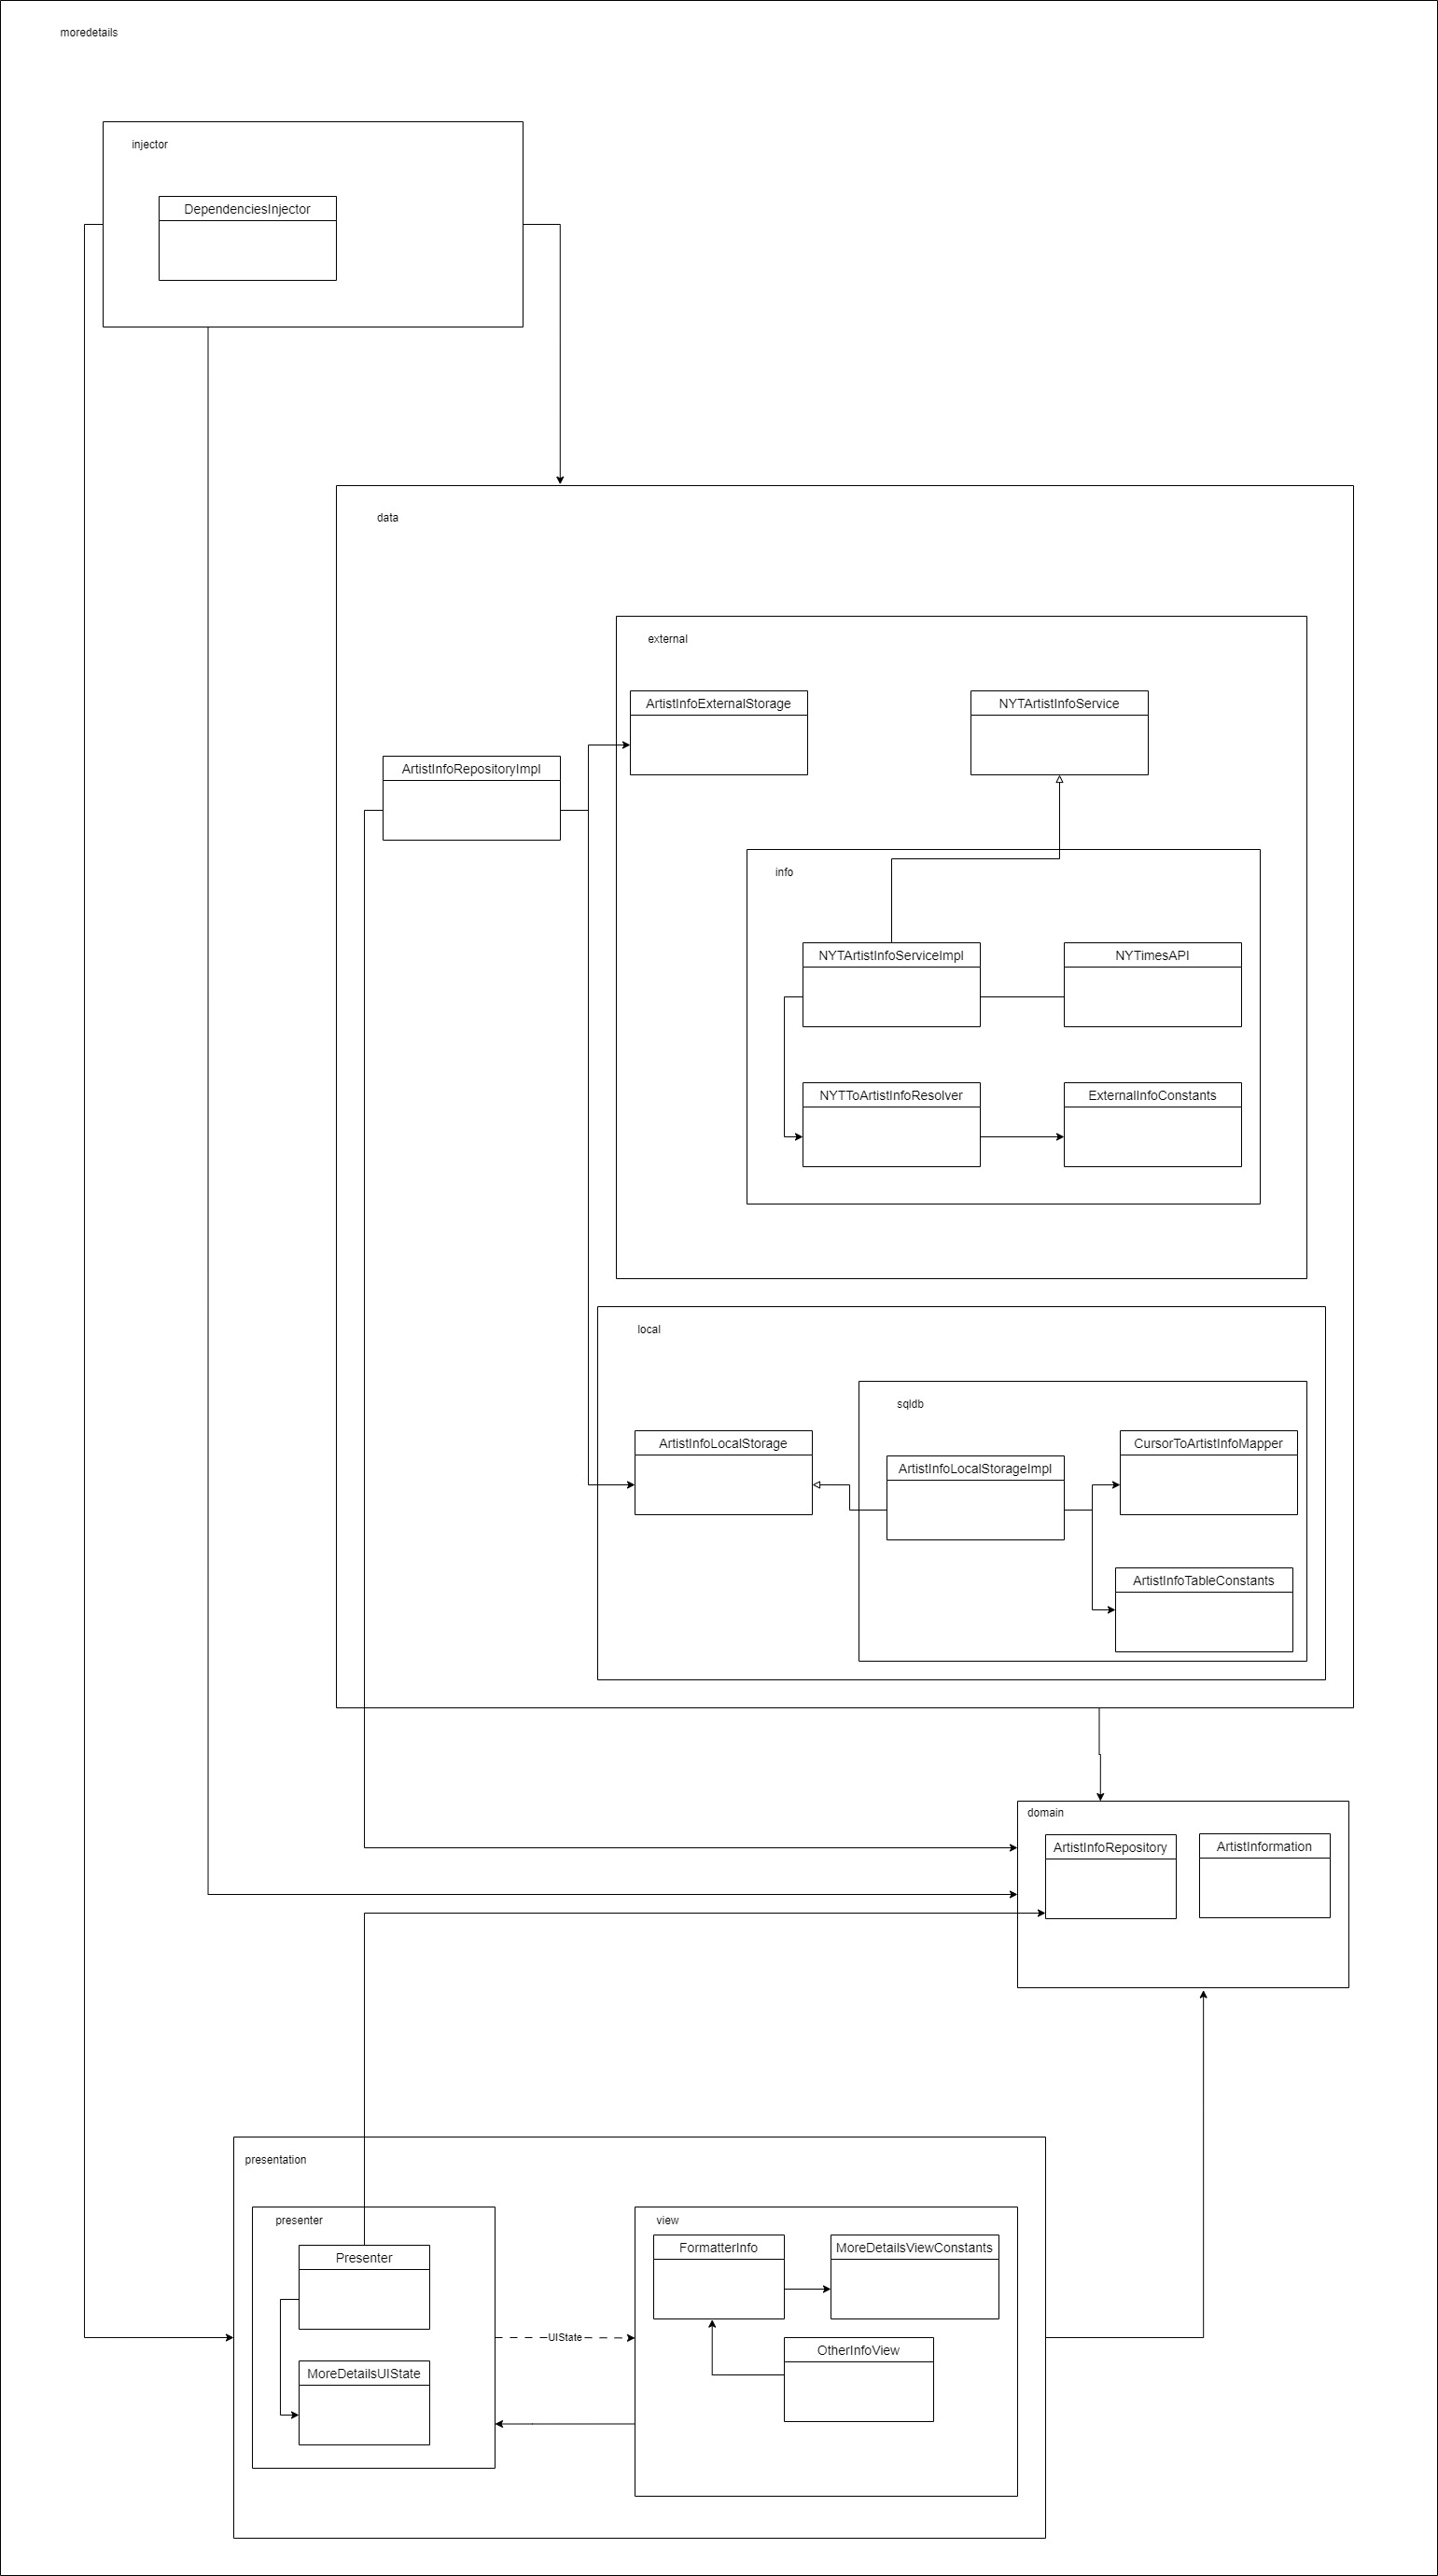 moredetails
injector
DependenciesInjector
data
external
ArtistInfoExternalStorage
NYTArtistInfoService
ArtistInfoRepositoryImpl
info
NYTArtistInfoServiceImpl
NYTimesAPI
NYTToArtistInfoResolver
ExternalInfoConstants
local
sqldb
ArtistInfoLocalStorage
CursorToArtistInfoMapper
ArtistInfoLocalStorageImpl
ArtistInfoTableConstants
domain
ArtistInfoRepository
ArtistInformation
presentation
presenter
view
Presenter
FormatterInfo
MoreDetailsViewConstants
UIState
OtherInfoView
MoreDetailsUIState